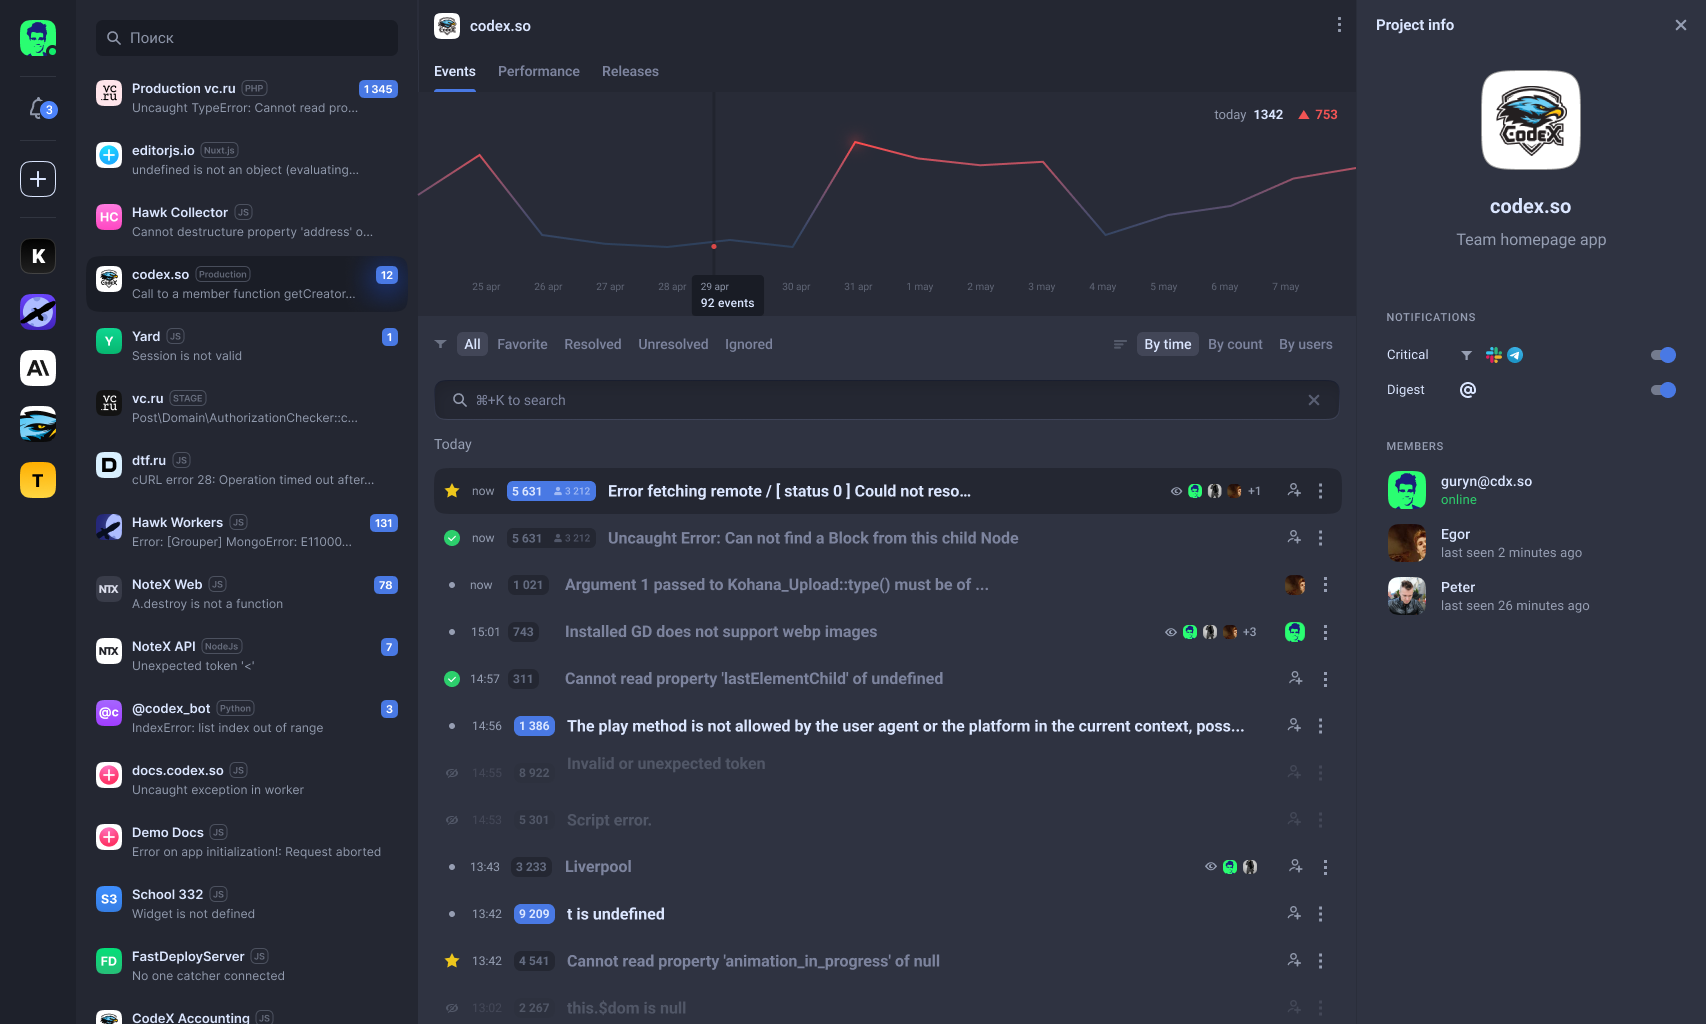 3
K
T
Поиск
vc.ru
Production vc.ru PHP 1 345
Uncaught TypeError: Cannot read pro...
editorjs.io Nuxt.js
undefined is not an object (evaluating...
HC
Hawk Collector JS
Cannot destructure property 'address' o...
codex.so Production 12
Call to a member function getCreator...
Y
Yard JS 1
Session is not valid
vc.ru
vc.ru STAGE
Post\Domain\AuthorizationChecker::c...
D
dtf.ru JS
cURL error 28: Operation timed out after...
Hawk Workers JS 131
Error: [Grouper] MongoError: E11000...
NTX
NoteX Web JS 78
A.destroy is not a function
NTX
NoteX API NodeJs 7
Unexpected token '<'
@c
@codex_bot Python 3
IndexError: list index out of range
docs.codex.so JS
Uncaught exception in worker
Demo Docs JS
Error on app initialization!: Request aborted
S3
School 332 JS
Widget is not defined
FD
FastDeployServer JS
No one catcher connected
CodeX Accounting JS
codex.so
Events Performance Releases
today 1342 753
25 apr 26 apr 27 apr 28 apr 29 apr 30 apr 31 apr 1 may 2 may 3 may 4 may 5 may 6 may 7 may
92 events
All Favorite Resolved Unresolved Ignored By time By count By users
⌘+K to search
Today
now 5 631 3 212 Error fetching remote / [ status 0 ] Could not reso... +1
now 5 631 3 212 Uncaught Error: Can not find a Block from this child Node
now 1 021 Argument 1 passed to Kohana_Upload::type() must be of ...
15:01 743 Installed GD does not support webp images +3
14:57 311 Cannot read property 'lastElementChild' of undefined
14:56 1 386 The play method is not allowed by the user agent or the platform in the current context, poss...
14:55 8 922 Invalid or unexpected token
14:53 5 301 Script error.
13:43 3 233 Liverpool
13:42 9 209 t is undefined
13:42 4 541 Cannot read property 'animation_in_progress' of null
13:02 2 267 this.$dom is null
Project info
CodeX
codex.so
Team homepage app
NOTIFICATIONS
Critical
Digest @
MEMBERS
guryn@cdx.so
online
Egor
last seen 2 minutes ago
Peter
last seen 26 minutes ago